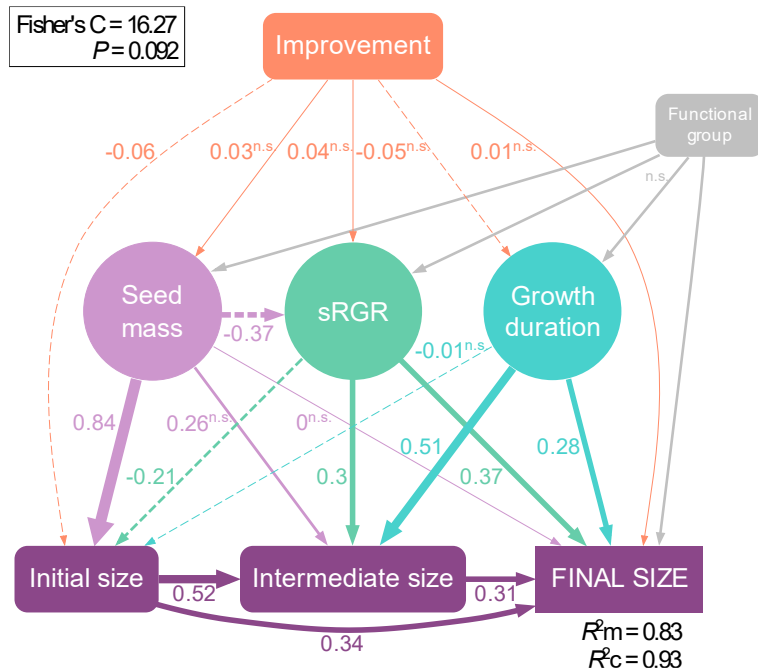 Fisher's C = 16.27
P = 0.092
Improvement
Functional
group
-0.06
0.03n.s.
0.04n.s.
-0.05n.s.
0.01n.s.
n.s.
Seed
mass
sRGR
Growth
duration
-0.37
-0.01n.s.
0.84
0.26n.s.
0n.s.
-0.21
0.3
0.51
0.37
0.28
Initial size
Intermediate size
FINAL SIZE
0.52
0.31
0.34
R²m = 0.83
R²c = 0.93